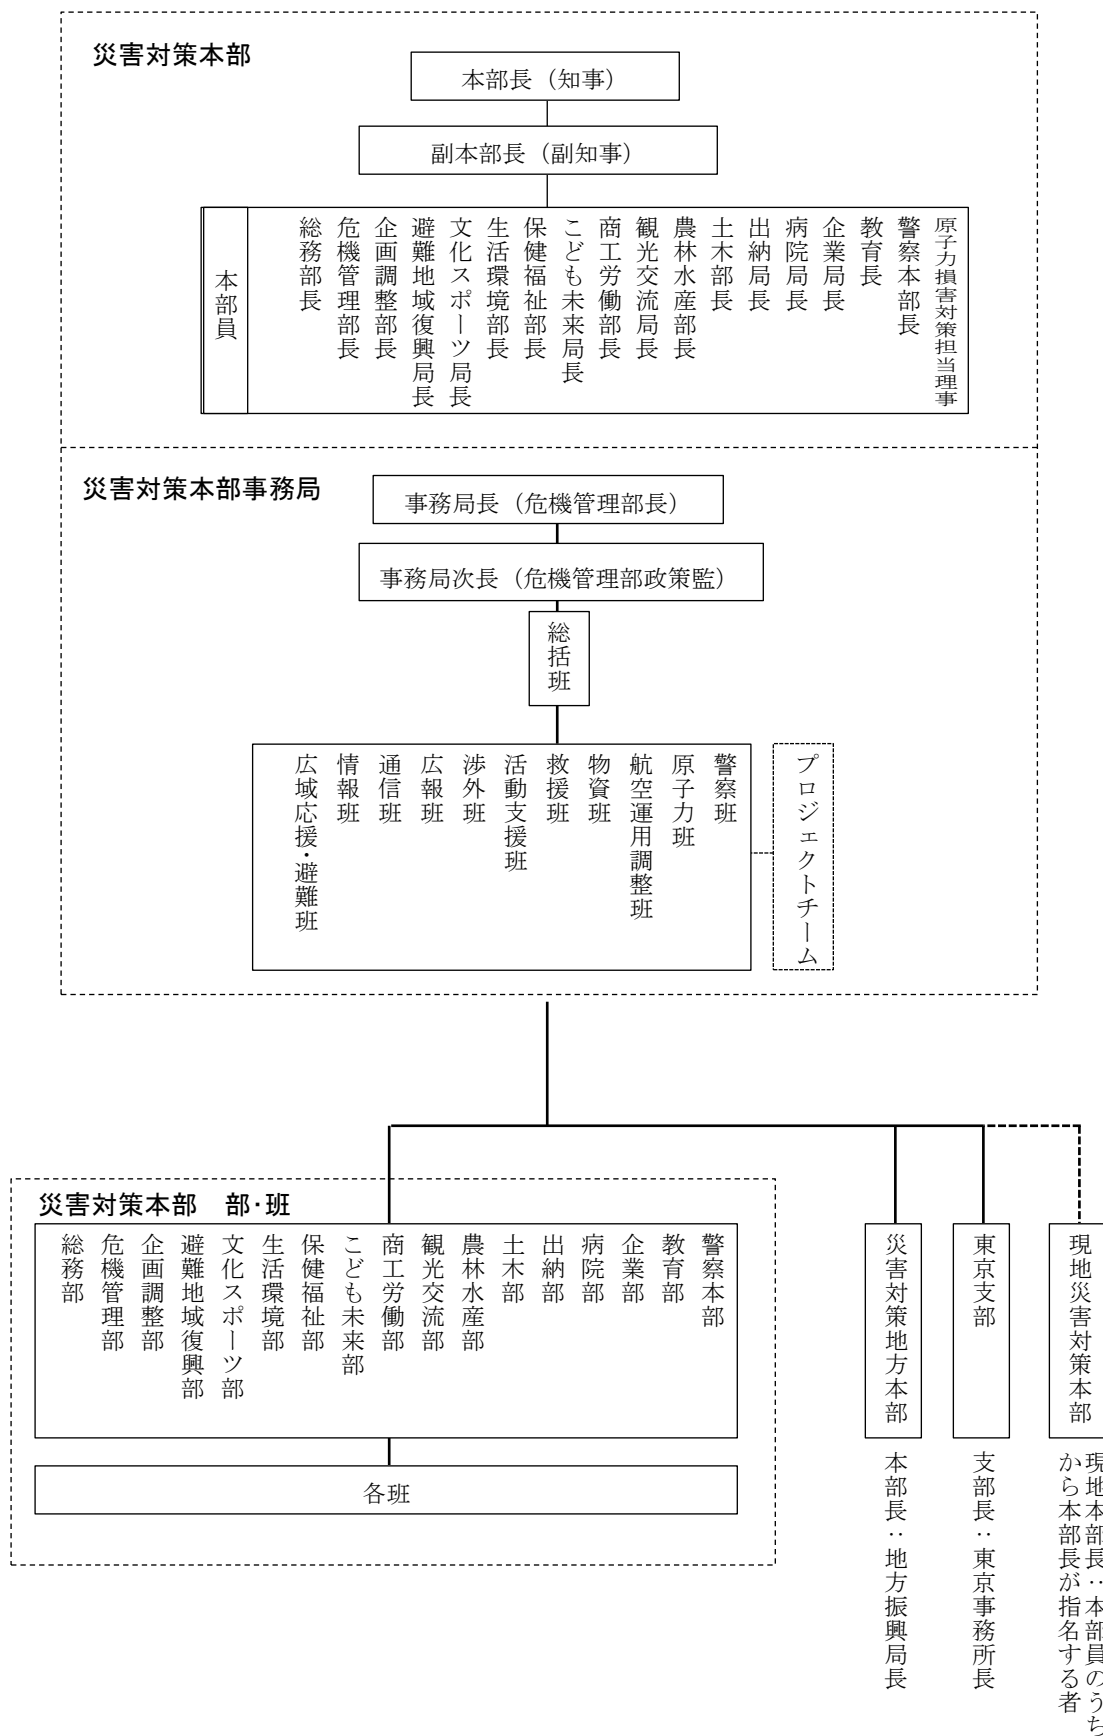 災害対策本部
本部長（知事）
副本部長（副知事）
本部員
総務部長
危機管理部長
企画調整部長
避難地域復興局長
文化スポーツ局長
生活環境部長
保健福祉部長
こども未来局長
商工労働部長
観光交流局長
農林水産部長
土木部長
出納局長
病院局長
企業局長
教育長
警察本部長
原子力損害対策担当理事
災害対策本部事務局
事務局長（危機管理部長）
事務局次長（危機管理部政策監）
総括班
広域応援・避難班
情報班
通信班
広報班
渉外班
活動支援班
救援班
物資班
航空運用調整班
原子力班
警察班
プロジェクトチーム
災害対策本部　部・班
総務部
危機管理部
企画調整部
避難地域復興部
文化スポーツ部
生活環境部
保健福祉部
こども未来部
商工労働部
観光交流部
農林水産部
土木部
出納部
病院部
企業部
教育部
警察本部
各班
災害対策地方本部
本部長：地方振興局長
東京支部
支部長：東京事務所長
現地災害対策本部
現地本部長：本部員のうち
から本部長が指名する者